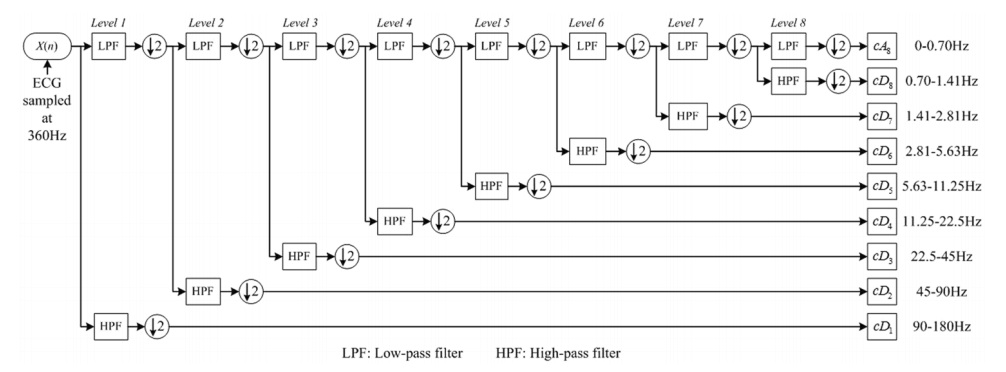 Level 1 Level 2 Level 3 Level 4 Level 5 Level 6 Level 7 Level 8
X(n) LPF ↓2 LPF ↓2 LPF ↓2 LPF ↓2 LPF ↓2 LPF ↓2 LPF ↓2 LPF ↓2 cA8 0-0.70Hz
ECG
sampled
at
360Hz
HPF ↓2 cD8 0.70-1.41Hz
HPF ↓2 cD7 1.41-2.81Hz
HPF ↓2 cD6 2.81-5.63Hz
HPF ↓2 cD5 5.63-11.25Hz
HPF ↓2 cD4 11.25-22.5Hz
HPF ↓2 cD3 22.5-45Hz
HPF ↓2 cD2 45-90Hz
HPF ↓2 cD1 90-180Hz
LPF: Low-pass filter HPF: High-pass filter